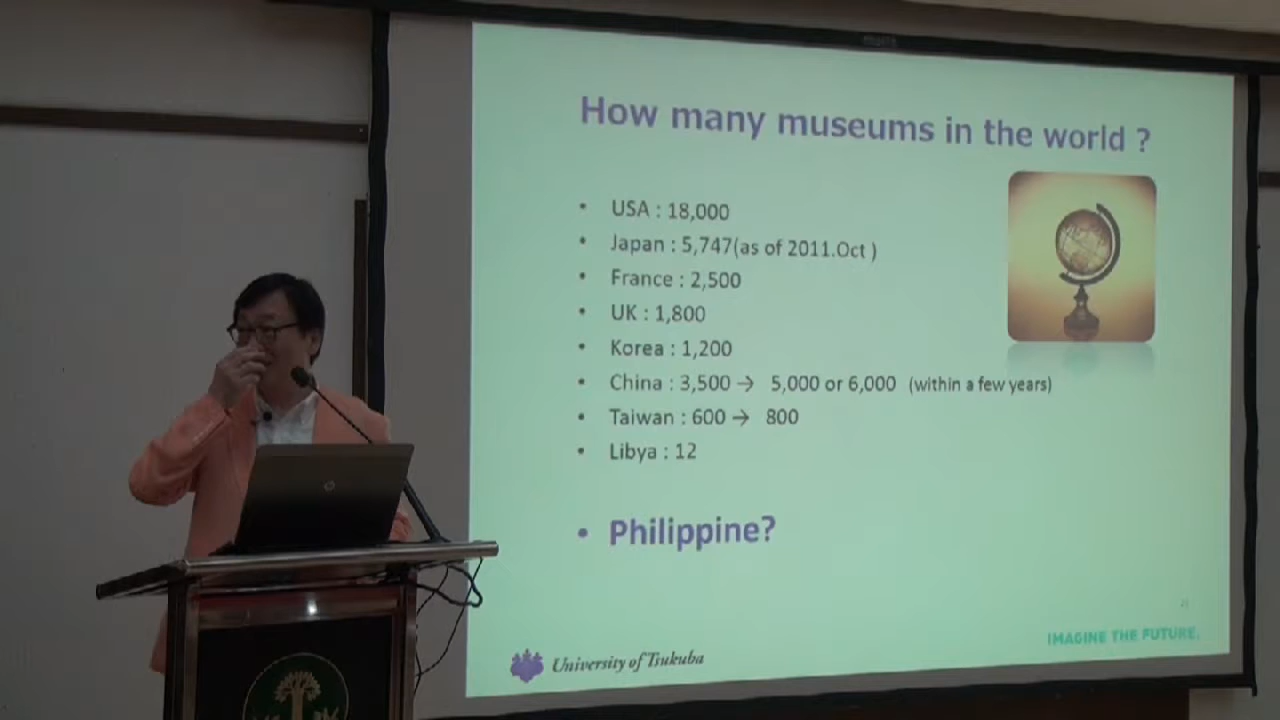 How many museums in the world ?
• USA : 18,000
• Japan : 5,747(as of 2011.Oct )
• France : 2,500
• UK : 1,800
• Korea : 1,200
• China : 3,500 → 5,000 or 6,000 (within a few years)
• Taiwan : 600 → 800
• Libya : 12
• Philippine?
IMAGINE THE FUTURE.
University of Tsukuba
hp